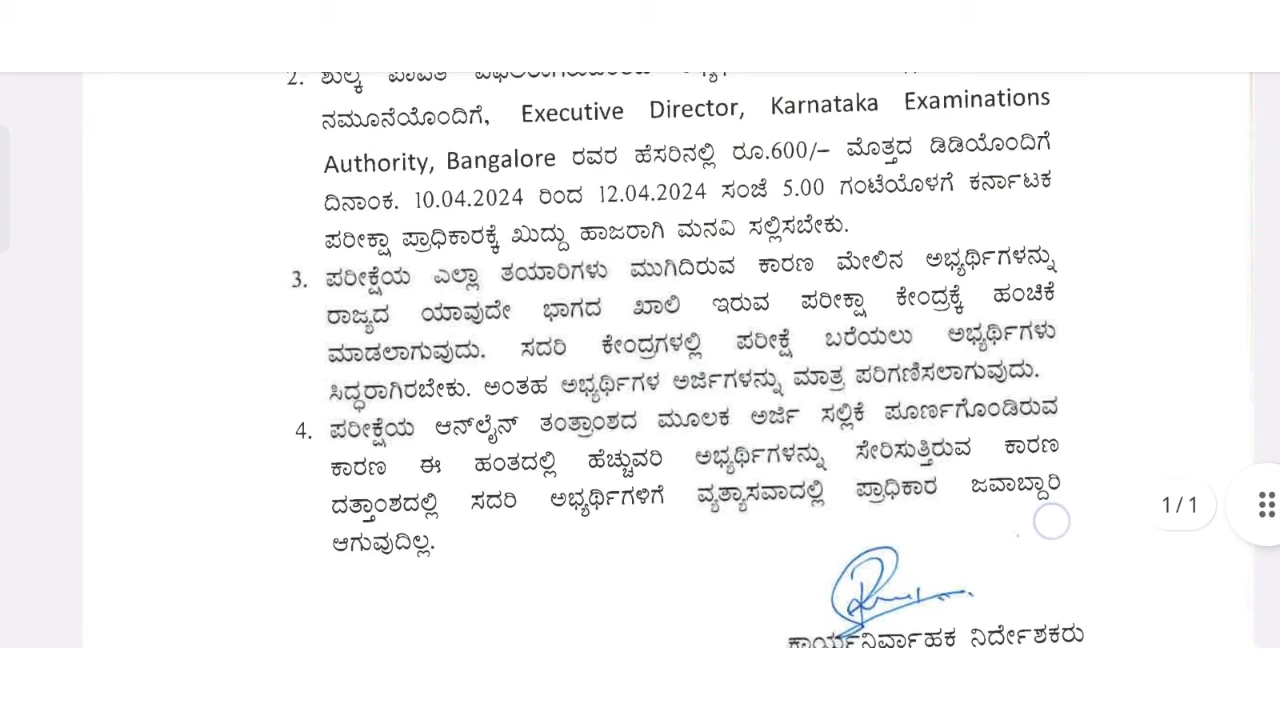 2. ಶುಲ್ಕ ಪಾವತಿ
ನಮೂನೆಯೊಂದಿಗೆ, Executive Director, Karnataka Examinations
Authority, Bangalore ರವರ ಹೆಸರಿನಲ್ಲಿ ರೂ.600/– ಮೊತ್ತದ ಡಿಡಿಯೊಂದಿಗೆ
ದಿನಾಂಕ. 10.04.2024 ರಿಂದ 12.04.2024 ಸಂಜೆ 5.00 ಗಂಟೆಯೊಳಗೆ ಕರ್ನಾಟಕ
ಪರೀಕ್ಷಾ ಪ್ರಾಧಿಕಾರಕ್ಕೆ ಖುದ್ದು ಹಾಜರಾಗಿ ಮನವಿ ಸಲ್ಲಿಸಬೇಕು.
3. ಪರೀಕ್ಷೆಯ ಎಲ್ಲಾ ತಯಾರಿಗಳು ಮುಗಿದಿರುವ ಕಾರಣ ಮೇಲಿನ ಅಭ್ಯರ್ಥಿಗಳನ್ನು
ರಾಜ್ಯದ ಯಾವುದೇ ಭಾಗದ ಖಾಲಿ ಇರುವ ಪರೀಕ್ಷಾ ಕೇಂದ್ರಕ್ಕೆ ಹಂಚಿಕೆ
ಮಾಡಲಾಗುವುದು. ಸದರಿ ಕೇಂದ್ರಗಳಲ್ಲಿ ಪರೀಕ್ಷೆ ಬರೆಯಲು ಅಭ್ಯರ್ಥಿಗಳು
ಸಿದ್ಧರಾಗಿರಬೇಕು. ಅಂತಹ ಅಭ್ಯರ್ಥಿಗಳ ಅರ್ಜಿಗಳನ್ನು ಮಾತ್ರ ಪರಿಗಣಿಸಲಾಗುವುದು.
4. ಪರೀಕ್ಷೆಯ ಆನ್‌ಲೈನ್ ತಂತ್ರಾಂಶದ ಮೂಲಕ ಅರ್ಜಿ ಸಲ್ಲಿಕೆ ಪೂರ್ಣಗೊಂಡಿರುವ
ಕಾರಣ ಈ ಹಂತದಲ್ಲಿ ಹೆಚ್ಚುವರಿ ಅಭ್ಯರ್ಥಿಗಳನ್ನು ಸೇರಿಸುತ್ತಿರುವ ಕಾರಣ
ದತ್ತಾಂಶದಲ್ಲಿ ಸದರಿ ಅಭ್ಯರ್ಥಿಗಳಿಗೆ ವ್ಯತ್ಯಾಸವಾದಲ್ಲಿ ಪ್ರಾಧಿಕಾರ ಜವಾಬ್ದಾರಿ
ಆಗುವುದಿಲ್ಲ.
1 / 1
ಕಾರ್ಯನಿರ್ವಾಹಕ ನಿರ್ದೇಶಕರು